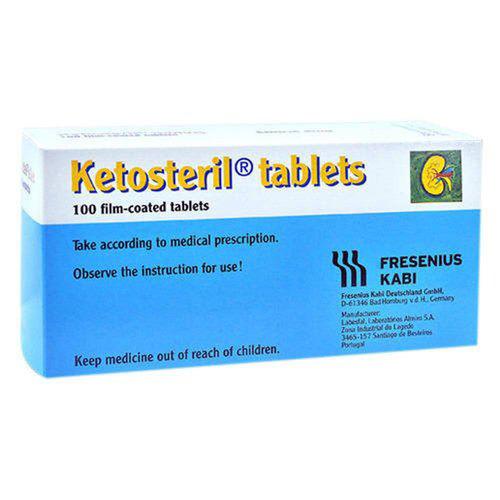 Ketosteril® tablets
100 film-coated tablets
Take according to medical prescription.
Observe the instruction for use!
Keep medicine out of reach of children.
FRESENIUS
KABI
Fresenius Kabi Deutschland GmbH,
D-61346 Bad Homburg v.d. H., Germany
Manufacturer:
Labesfal, Laboratórios Almiro S.A.
Zona Industrial do Lagedo
3465-157 Santiago de Besteiros
Portugal